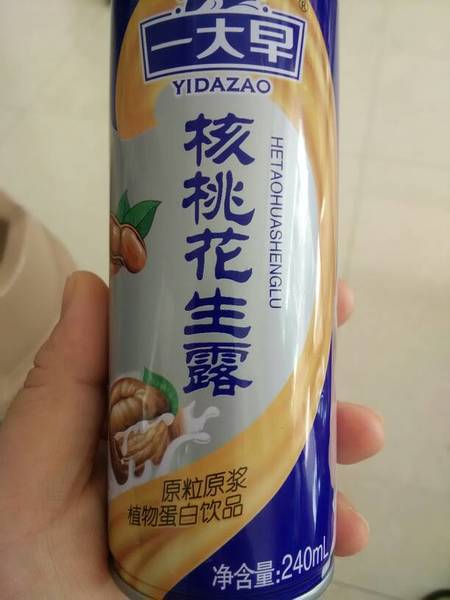 ®
一大早
YIDAZAO
核桃花生露
HETAOHUASHENGLU
原粒原浆
植物蛋白饮品
净含量:240mL